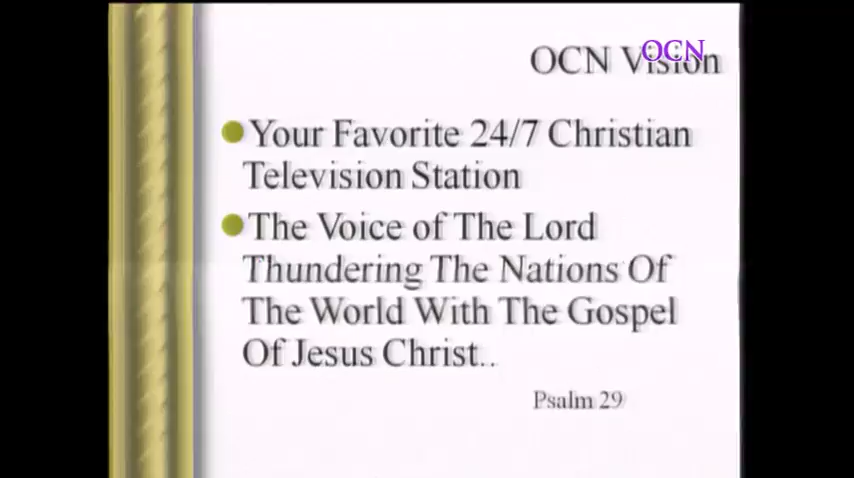 OCN Vision
OCN
Your Favorite 24/7 Christian
Television Station
The Voice of The Lord
Thundering The Nations Of
The World With The Gospel
Of Jesus Christ..
Psalm 29